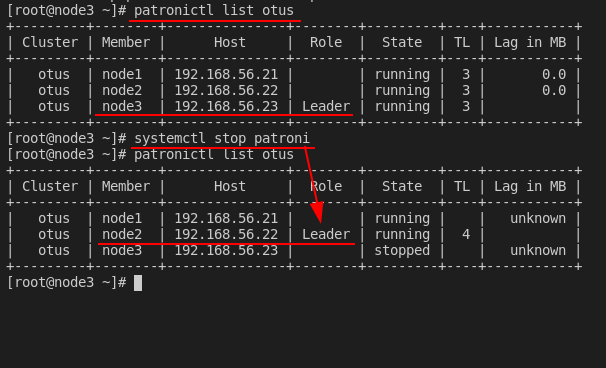 [root@node3 ~]# patronictl list otus
+---------+--------+---------------+--------+---------+----+-----------+
| Cluster | Member |      Host     |  Role  |  State  | TL | Lag in MB |
+---------+--------+---------------+--------+---------+----+-----------+
|   otus  | node1  | 192.168.56.21 |        | running |  3 |       0.0 |
|   otus  | node2  | 192.168.56.22 |        | running |  3 |       0.0 |
|   otus  | node3  | 192.168.56.23 | Leader | running |  3 |           |
+---------+--------+---------------+--------+---------+----+-----------+
[root@node3 ~]# systemctl stop patroni
[root@node3 ~]# patronictl list otus
+---------+--------+---------------+--------+---------+----+-----------+
| Cluster | Member |      Host     |  Role  |  State  | TL | Lag in MB |
+---------+--------+---------------+--------+---------+----+-----------+
|   otus  | node1  | 192.168.56.21 |        | running |    |   unknown |
|   otus  | node2  | 192.168.56.22 | Leader | running |  4 |           |
|   otus  | node3  | 192.168.56.23 |        | stopped |    |   unknown |
+---------+--------+---------------+--------+---------+----+-----------+
[root@node3 ~]#